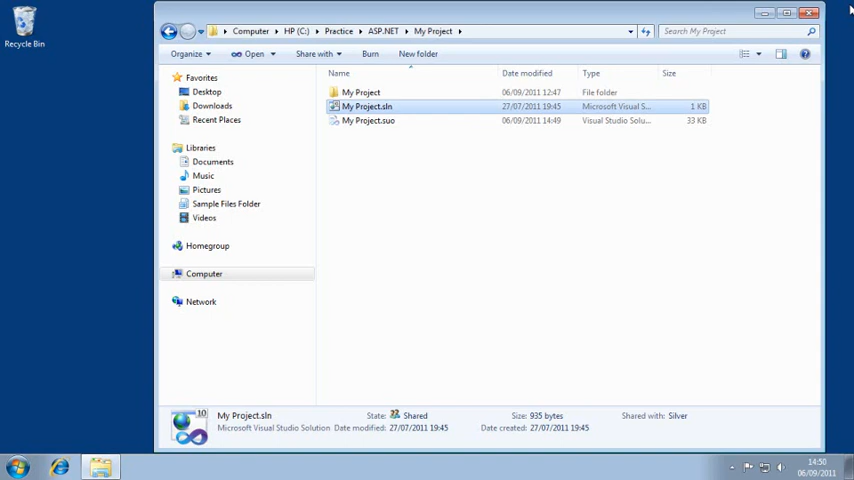 Recycle Bin
Computer HP (C:) Practice ASP.NET My Project
Search My Project
Organize Open Share with Burn New folder
Name Date modified Type Size
Favorites
Desktop
Downloads
Recent Places
Libraries
Documents
Music
Pictures
Sample Files Folder
Videos
Homegroup
Computer
Network
My Project 06/09/2011 12:47 File folder
My Project.sln 27/07/2011 19:45 Microsoft Visual S... 1 KB
My Project.suo 06/09/2011 14:49 Visual Studio Solu... 33 KB
10
My Project.sln State: Shared Size: 935 bytes Shared with: Silver
Microsoft Visual Studio Solution Date modified: 27/07/2011 19:45 Date created: 27/07/2011 19:45
14:50
06/09/2011